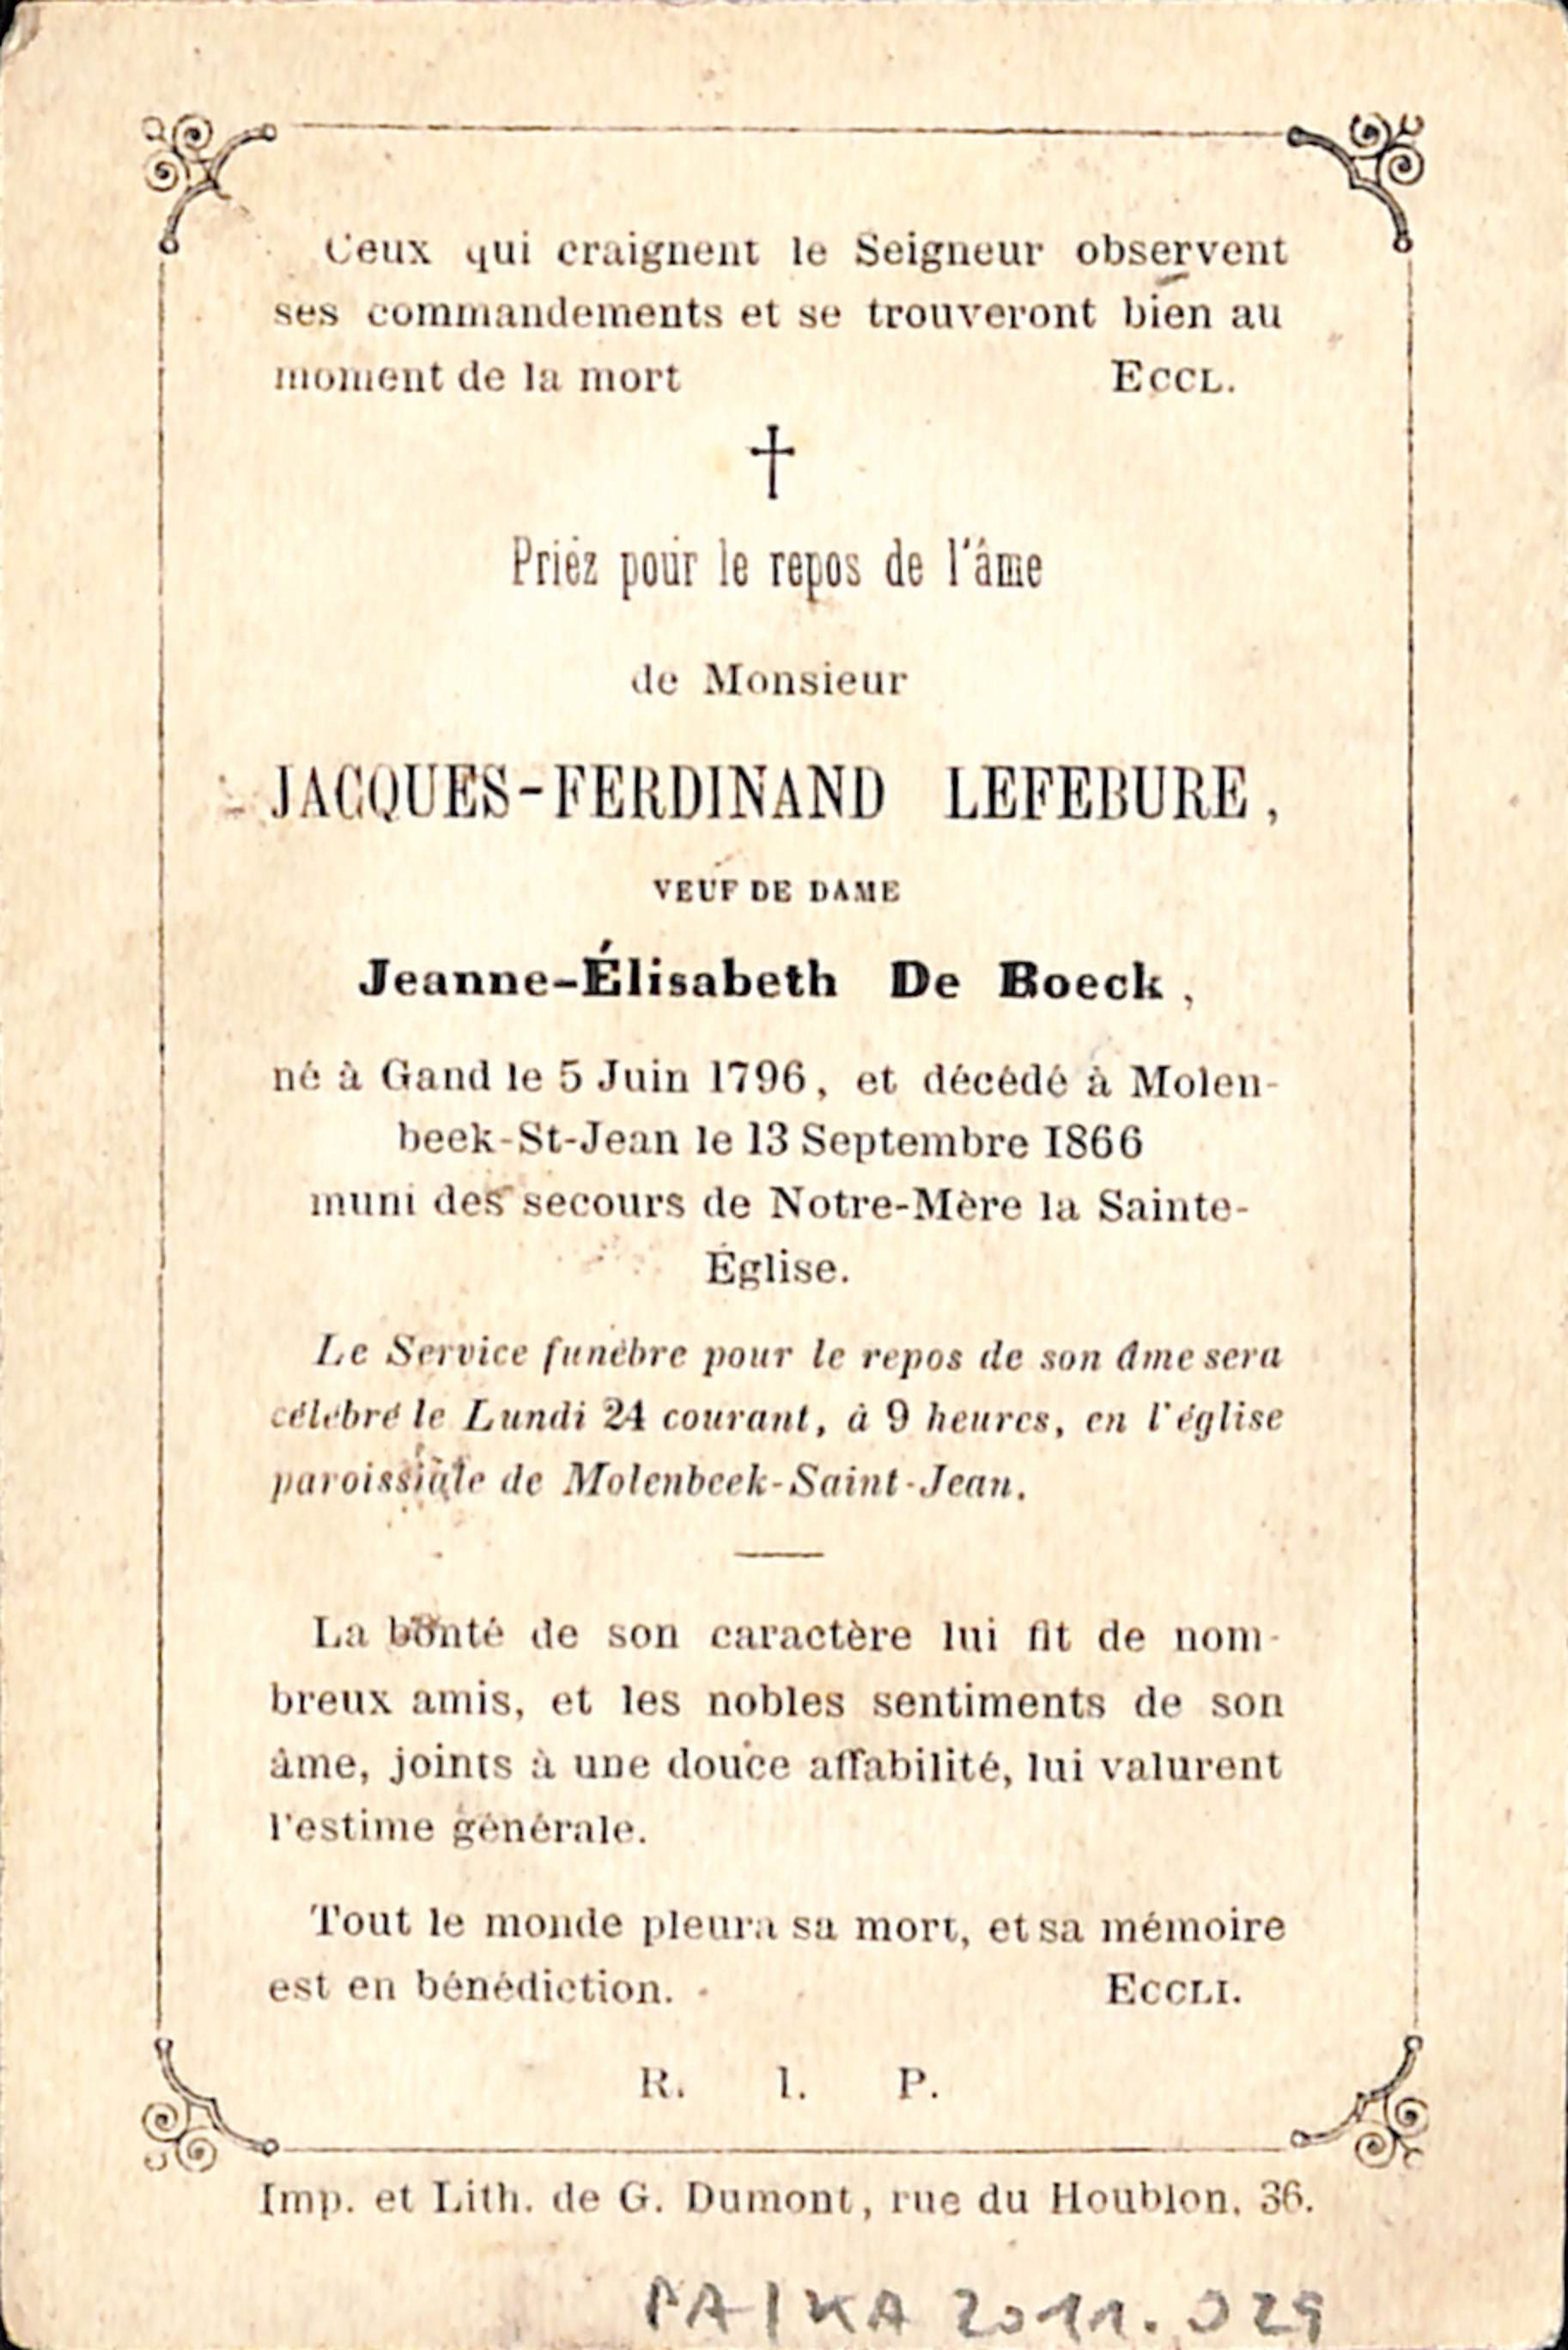 Ceux qui craignent le Seigneur observent
ses commandements et se trouveront bien au
moment de la mort ECCL.
†
Priez pour le repos de l'âme
de Monsieur
JACQUES-FERDINAND LEFEBURE,
VEUF DE DAME
Jeanne-Élisabeth De Boeck,
né à Gand le 5 Juin 1796, et décédé à Molen-
beek-St-Jean le 13 Septembre 1866
muni des secours de Notre-Mère la Sainte-
Église.
Le Service funèbre pour le repos de son âme sera
célébré le Lundi 24 courant, à 9 heures, en l'église
paroissiale de Molenbeek-Saint-Jean.
La bonté de son caractère lui fit de nom-
breux amis, et les nobles sentiments de son
âme, joints à une douce affabilité, lui valurent
l'estime générale.
Tout le monde pleura sa mort, et sa mémoire
est en bénédiction. ECCLI.
R. I. P.
Imp. et Lith. de G. Dumont, rue du Houblon, 36.
PA/KA 2011.029